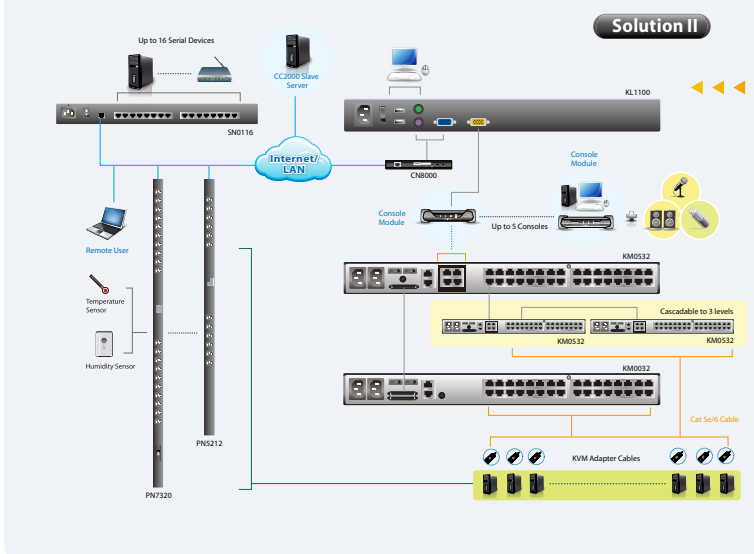 Solution II
Up to 16 Serial Devices
CC2000 Slave
Server
KL1100
SN0116
Internet/
LAN
CN8000
Console
Module
Console
Module
Up to 5 Consoles
Remote User
KM0532
Temperature
Sensor
Cascadable to 3 levels
KM0532
KM0532
Humidity Sensor
KM0032
Cat 5e/6 Cable
PN5212
KVM Adapter Cables
PN7320